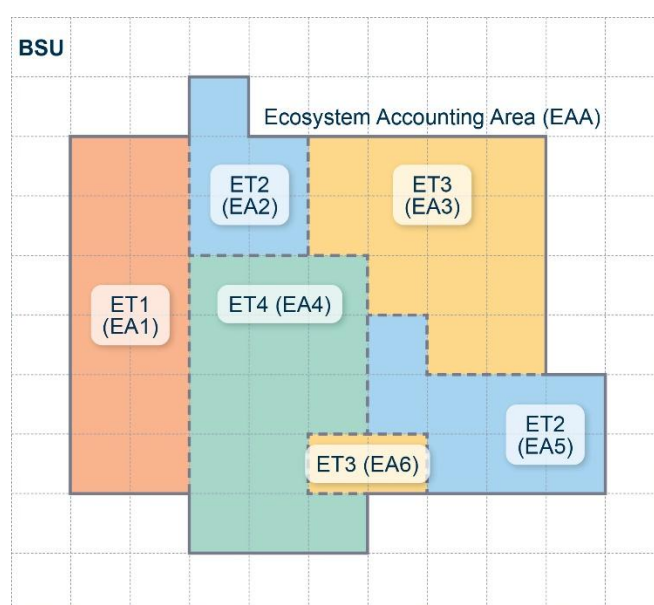 BSU
Ecosystem Accounting Area (EAA)
ET2
(EA2)
ET3
(EA3)
ET1
(EA1)
ET4 (EA4)
ET2
(EA5)
ET3 (EA6)